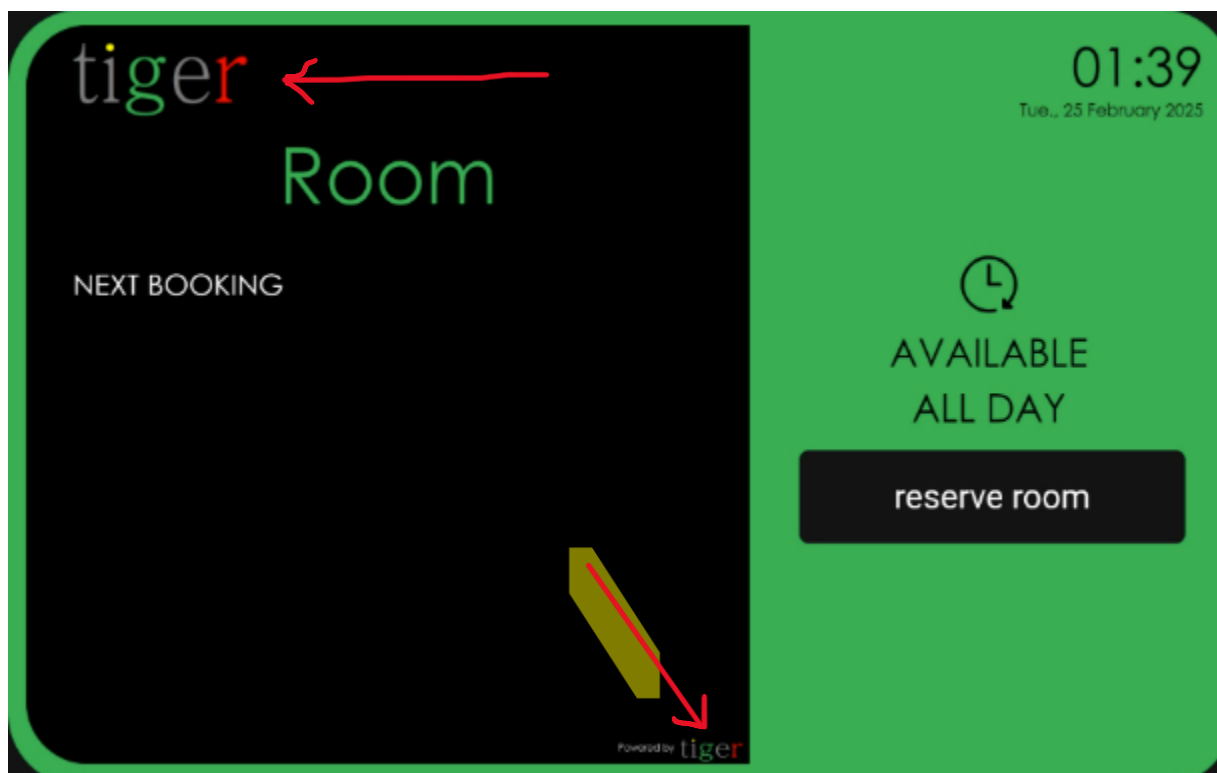 tiger
01:39
Tue., 25 February 2025
Room
NEXT BOOKING
AVAILABLE
ALL DAY
reserve room
Powered by tiger